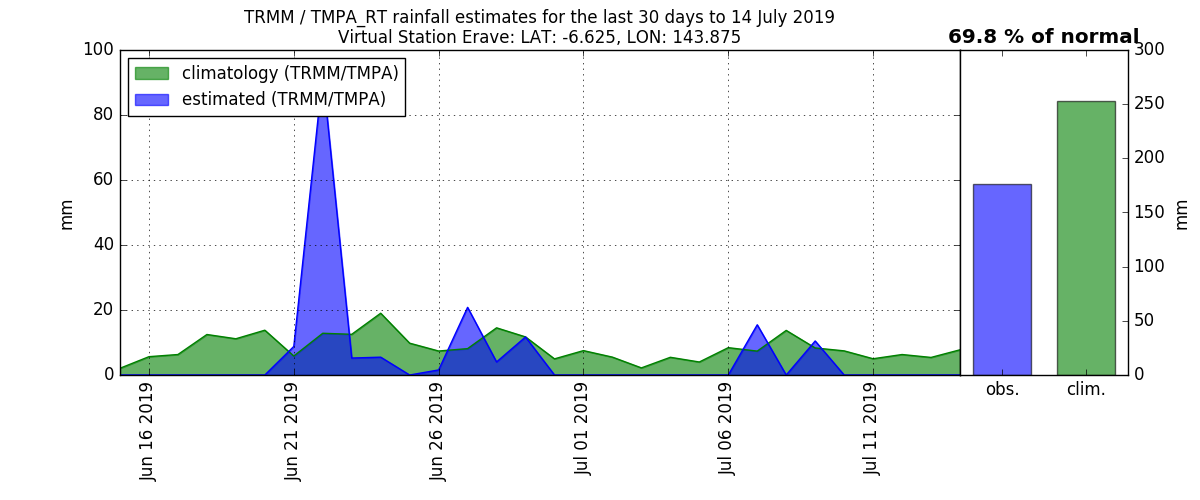 TRMM / TMPA_RT rainfall estimates for the last 30 days to 14 July 2019
Virtual Station Erave: LAT: -6.625, LON: 143.875
69.8 % of normal
climatology (TRMM/TMPA)
estimated (TRMM/TMPA)
100
80
60
40
20
0
mm
Jun 16 2019
Jun 21 2019
Jun 26 2019
Jul 01 2019
Jul 06 2019
Jul 11 2019
300
250
200
150
100
50
0
mm
obs.
clim.